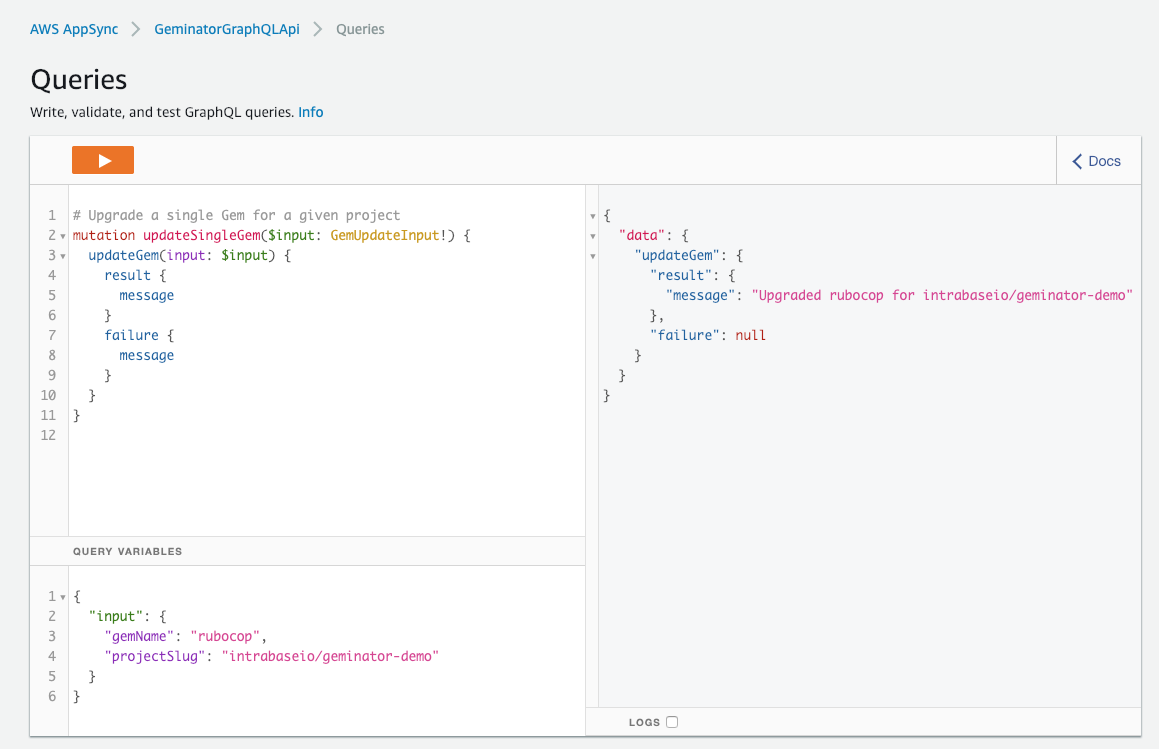 AWS AppSync > GeminatorGraphQLApi > Queries
Queries
Write, validate, and test GraphQL queries. Info
Docs
1 # Upgrade a single Gem for a given project
2 mutation updateSingleGem($input: GemUpdateInput!) {
3   updateGem(input: $input) {
4     result {
5       message
6     }
7     failure {
8       message
9     }
10   }
11 }
12
QUERY VARIABLES
1 {
2   "input": {
3     "gemName": "rubocop",
4     "projectSlug": "intrabaseio/geminator-demo"
5   }
6 }
{
  "data": {
    "updateGem": {
      "result": {
        "message": "Upgraded rubocop for intrabaseio/geminator-demo"
      },
      "failure": null
    }
  }
}
LOGS